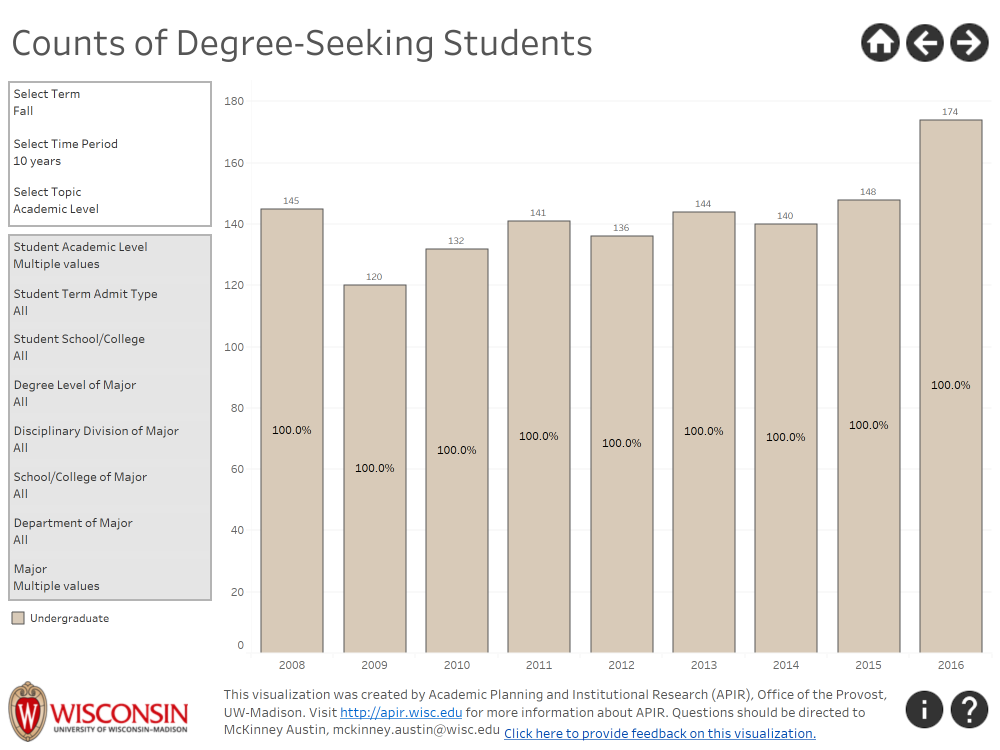 Counts of Degree-Seeking Students
Select Term
Fall
Select Time Period
10 years
Select Topic
Academic Level
Student Academic Level
Multiple values
Student Term Admit Type
All
Student School/College
All
Degree Level of Major
All
Disciplinary Division of Major
All
School/College of Major
All
Department of Major
All
Major
Multiple values
Undergraduate
180
160
140
120
100
80
60
40
20
0
145
120
132
141
136
144
140
148
174
100.0%
100.0%
100.0%
100.0%
100.0%
100.0%
100.0%
100.0%
100.0%
2008
2009
2010
2011
2012
2013
2014
2015
2016
W
WISCONSIN
UNIVERSITY OF WISCONSIN–MADISON
This visualization was created by Academic Planning and Institutional Research (APIR), Office of the Provost,
UW-Madison. Visit http://apir.wisc.edu for more information about APIR. Questions should be directed to
McKinney Austin, mckinney.austin@wisc.edu
Click here to provide feedback on this visualization.
i
?